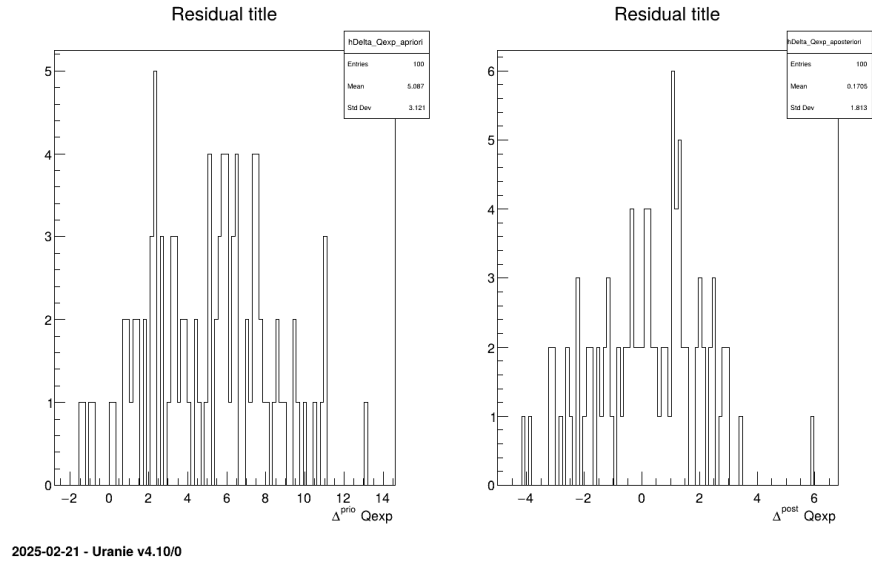 Residual title
hDelta_Qexp_apriori
Entries 100
Mean 5.087
Std Dev 3.121
5
4
3
2
1
0
−2 0 2 4 6 8 10 12 14
Δprio Qexp
Residual title
hDelta_Qexp_aposteriori
Entries 100
Mean 0.1705
Std Dev 1.813
6
5
4
3
2
1
0
−4 −2 0 2 4 6
Δpost Qexp
2025-02-21 - Uranie v4.10/0